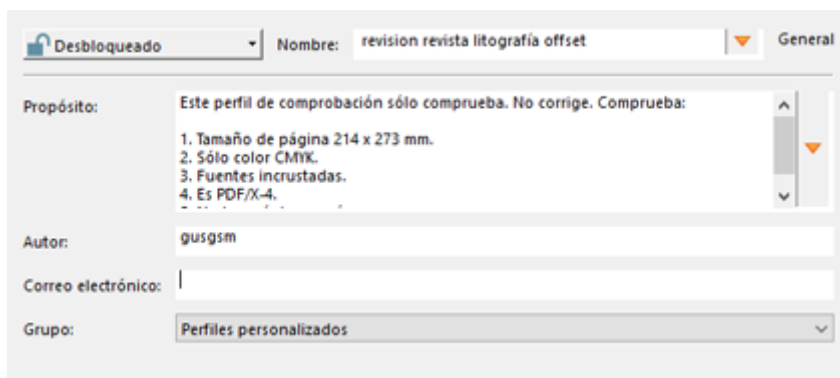 Desbloqueado Nombre: revision revista litografía offset General
Propósito: Este perfil de comprobación sólo comprueba. No corrige. Comprueba:
1. Tamaño de página 214 x 273 mm.
2. Sólo color CMYK.
3. Fuentes incrustadas.
4. Es PDF/X-4.
Autor: gusgsm
Correo electrónico:
Grupo: Perfiles personalizados